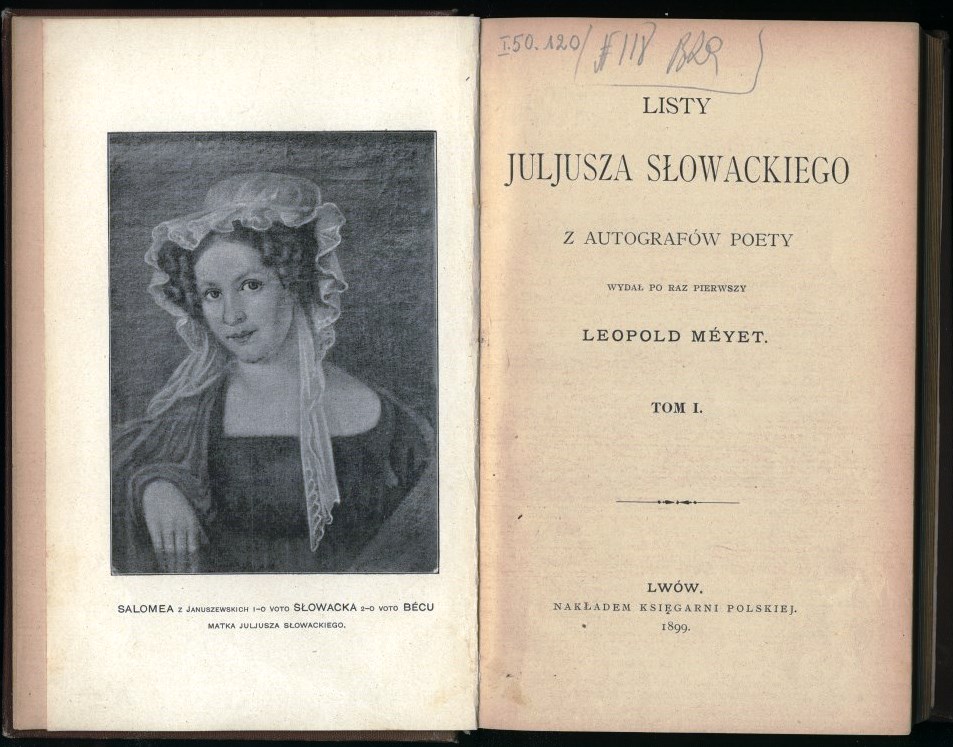 SALOMEA z Januszewskich 1-o voto SŁOWACKA 2-o voto BÉCU
MATKA JULJUSZA SŁOWACKIEGO.
I.50.120
#118
LISTY
JULJUSZA SŁOWACKIEGO
Z AUTOGRAFÓW POETY
WYDAŁ PO RAZ PIERWSZY
LEOPOLD MÉYET.
TOM I.
LWÓW.
NAKŁADEM KSIĘGARNI POLSKIEJ.
1899.